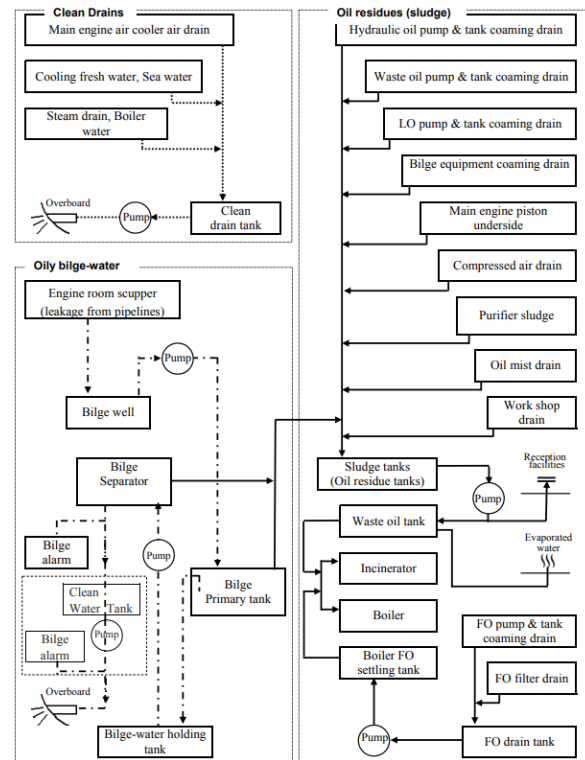 Clean Drains
Main engine air cooler air drain
Cooling fresh water, Sea water
Steam drain, Boiler
water
Overboard
Pump
Clean
drain tank
Oily bilge-water
Engine room scupper
(leakage from pipelines)
Pump
Bilge well
Bilge
Separator
Bilge
alarm
Pump
Bilge
Primary tank
Clean
Water Tank
Pump
Bilge
alarm
Overboard
Bilge-water holding
tank
Oil residues (sludge)
Hydraulic oil pump & tank coaming drain
Waste oil pump & tank coaming drain
LO pump & tank coaming drain
Bilge equipment coaming drain
Main engine piston
underside
Compressed air drain
Purifier sludge
Oil mist drain
Work shop
drain
Sludge tanks
(Oil residue tanks)
Reception
facilities
Pump
Waste oil tank
Evaporated
water
Incinerator
Boiler
Boiler FO
settling tank
FO pump & tank
coaming drain
FO filter drain
Pump
FO drain tank